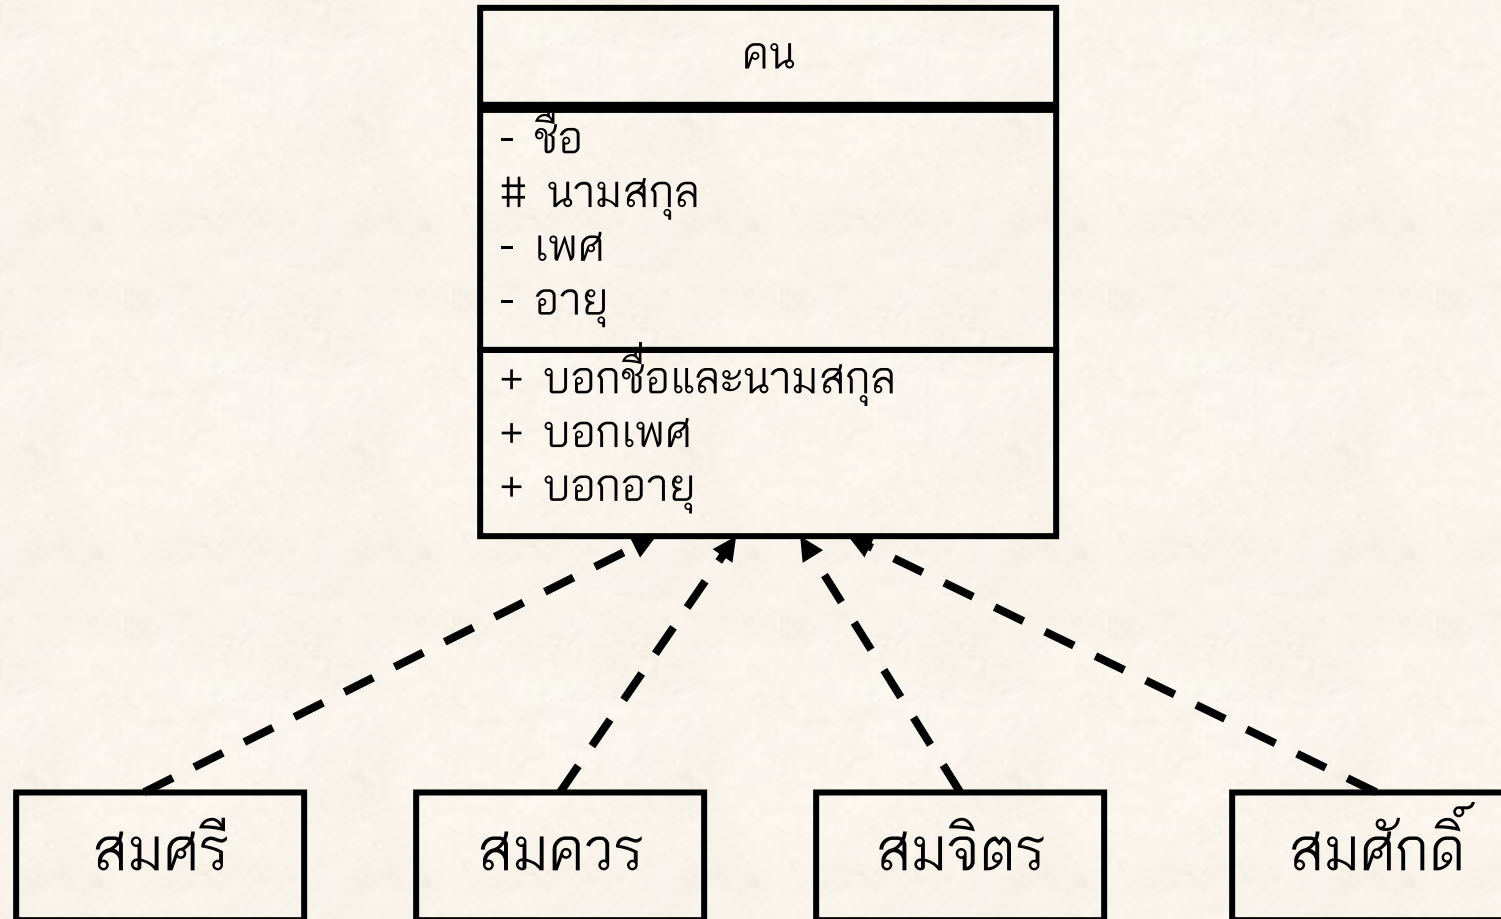 คน
- ชื่อ
# นามสกุล
- เพศ
- อายุ
+ บอกชื่อและนามสกุล
+ บอกเพศ
+ บอกอายุ
สมศรี
สมควร
สมจิตร
สมศักดิ์